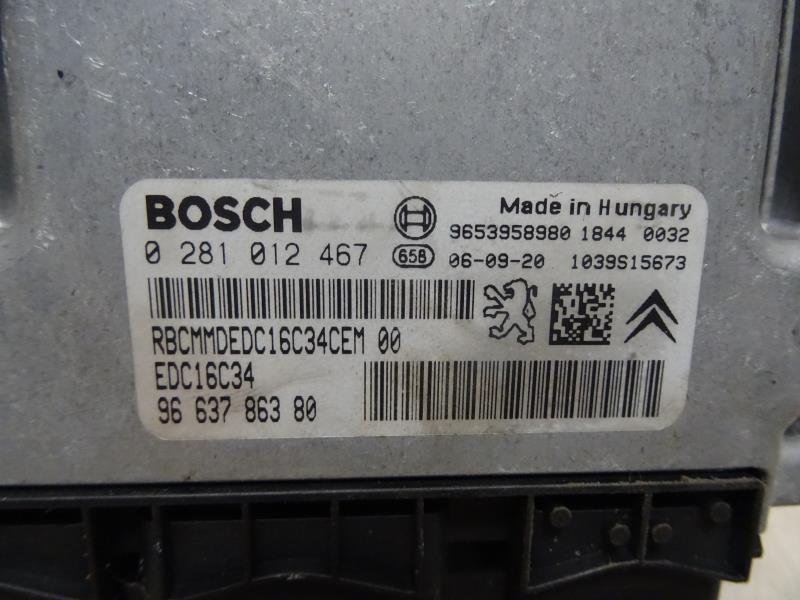 BOSCH Made in Hungary
9653958980 1844 0032
0 281 012 467 658 06-09-20 1039S15673
RBCMMDEDC16C34CEM 00
EDC16C34
96 637 863 80